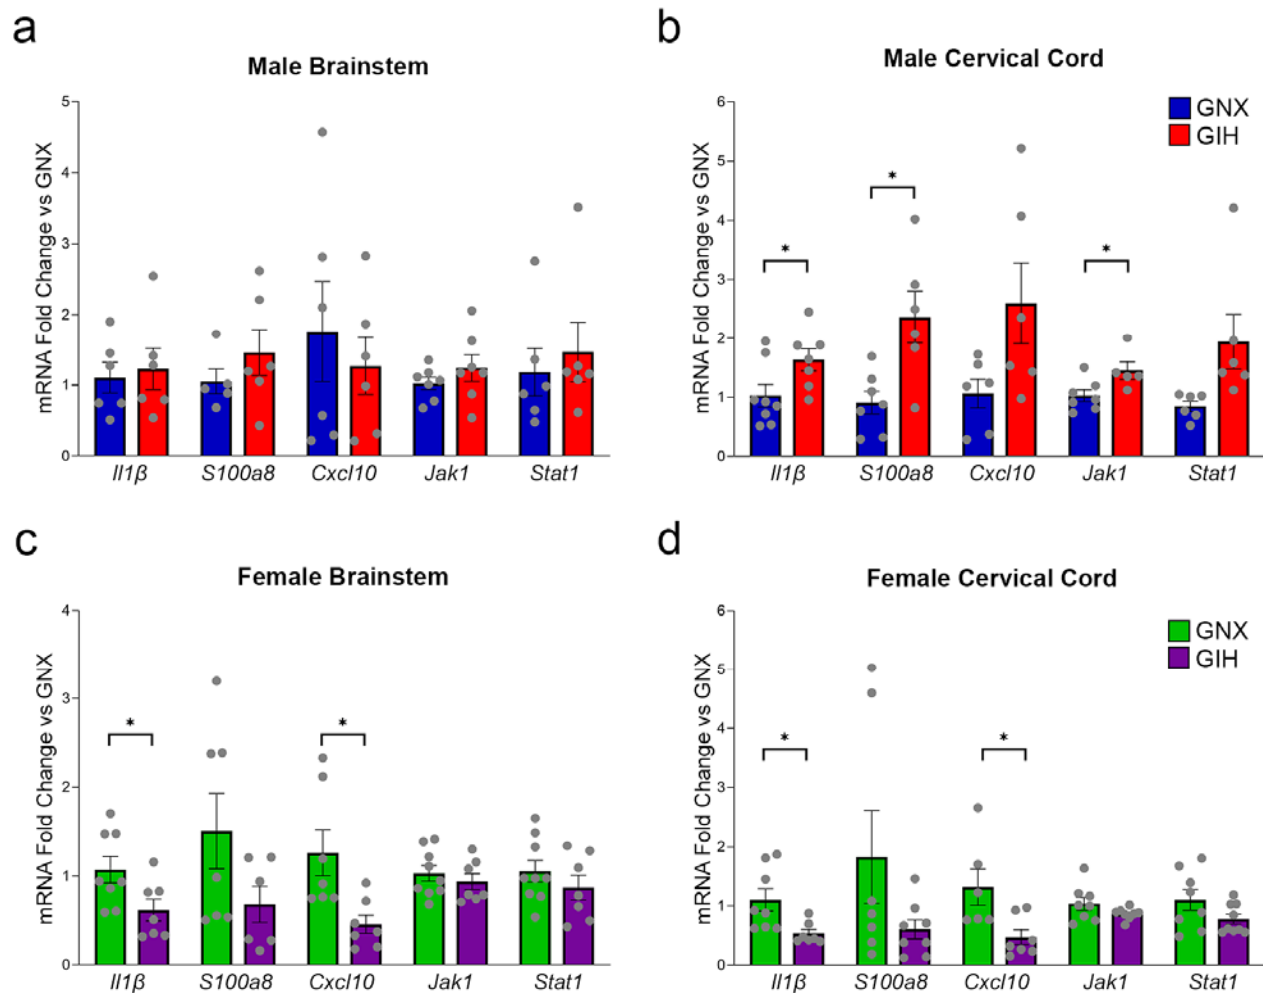 a
Male Brainstem
mRNA Fold Change vs GNX
5
4
3
2
1
0
Il1β S100a8 Cxcl10 Jak1 Stat1
b
Male Cervical Cord
GNX
GIH
mRNA Fold Change vs GNX
6
5
4
3
2
1
0
* * *
Il1β S100a8 Cxcl10 Jak1 Stat1
c
Female Brainstem
mRNA Fold Change vs GNX
4
3
2
1
0
* *
Il1β S100a8 Cxcl10 Jak1 Stat1
d
Female Cervical Cord
GNX
GIH
mRNA Fold Change vs GNX
6
5
4
3
2
1
0
* *
Il1β S100a8 Cxcl10 Jak1 Stat1